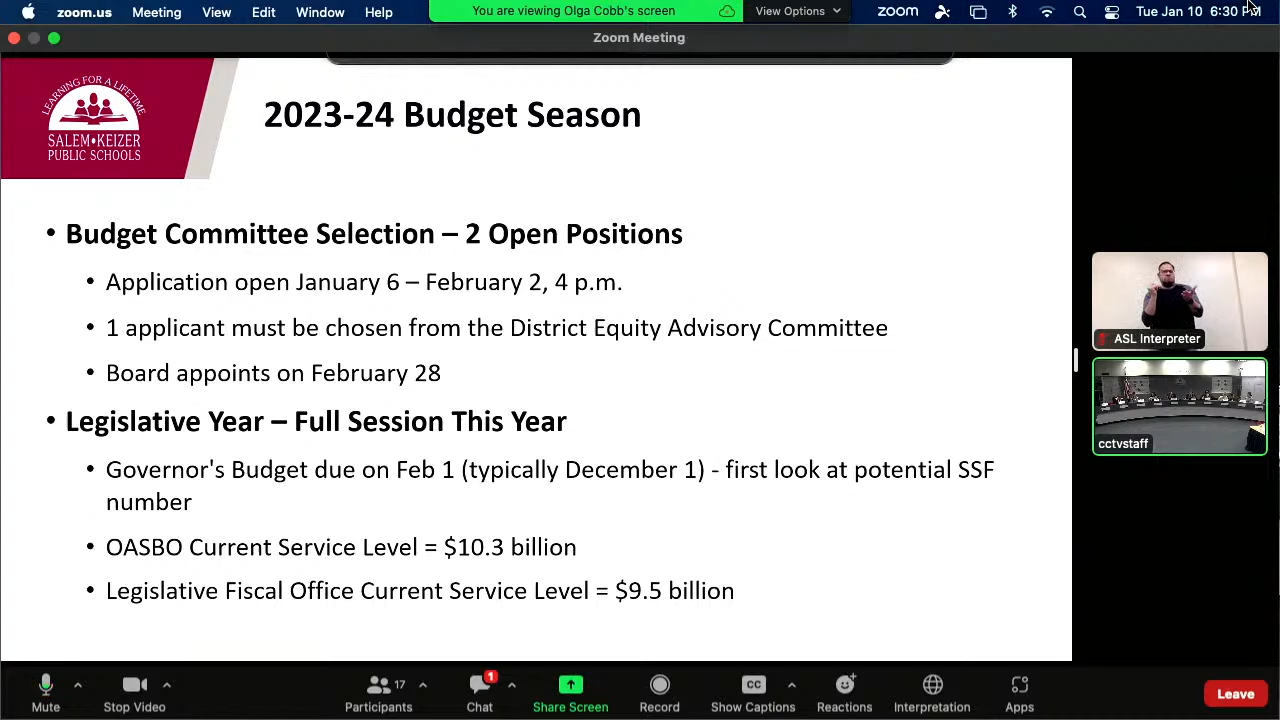 zoom.us Meeting View Edit Window Help
You are viewing Olga Cobb's screen
View Options
zoom
Tue Jan 10 6:30 PM
Zoom Meeting
LEARNING FOR A LIFETIME
SALEM•KEIZER
PUBLIC SCHOOLS
2023-24 Budget Season
• Budget Committee Selection – 2 Open Positions
• Application open January 6 – February 2, 4 p.m.
• 1 applicant must be chosen from the District Equity Advisory Committee
• Board appoints on February 28
• Legislative Year – Full Session This Year
• Governor's Budget due on Feb 1 (typically December 1) - first look at potential SSF
number
• OASBO Current Service Level = $10.3 billion
• Legislative Fiscal Office Current Service Level = $9.5 billion
ASL Interpreter
cctvstaff
Mute
Stop Video
17
Participants
1
Chat
Share Screen
Record
CC
Show Captions
Reactions
Interpretation
Apps
Leave